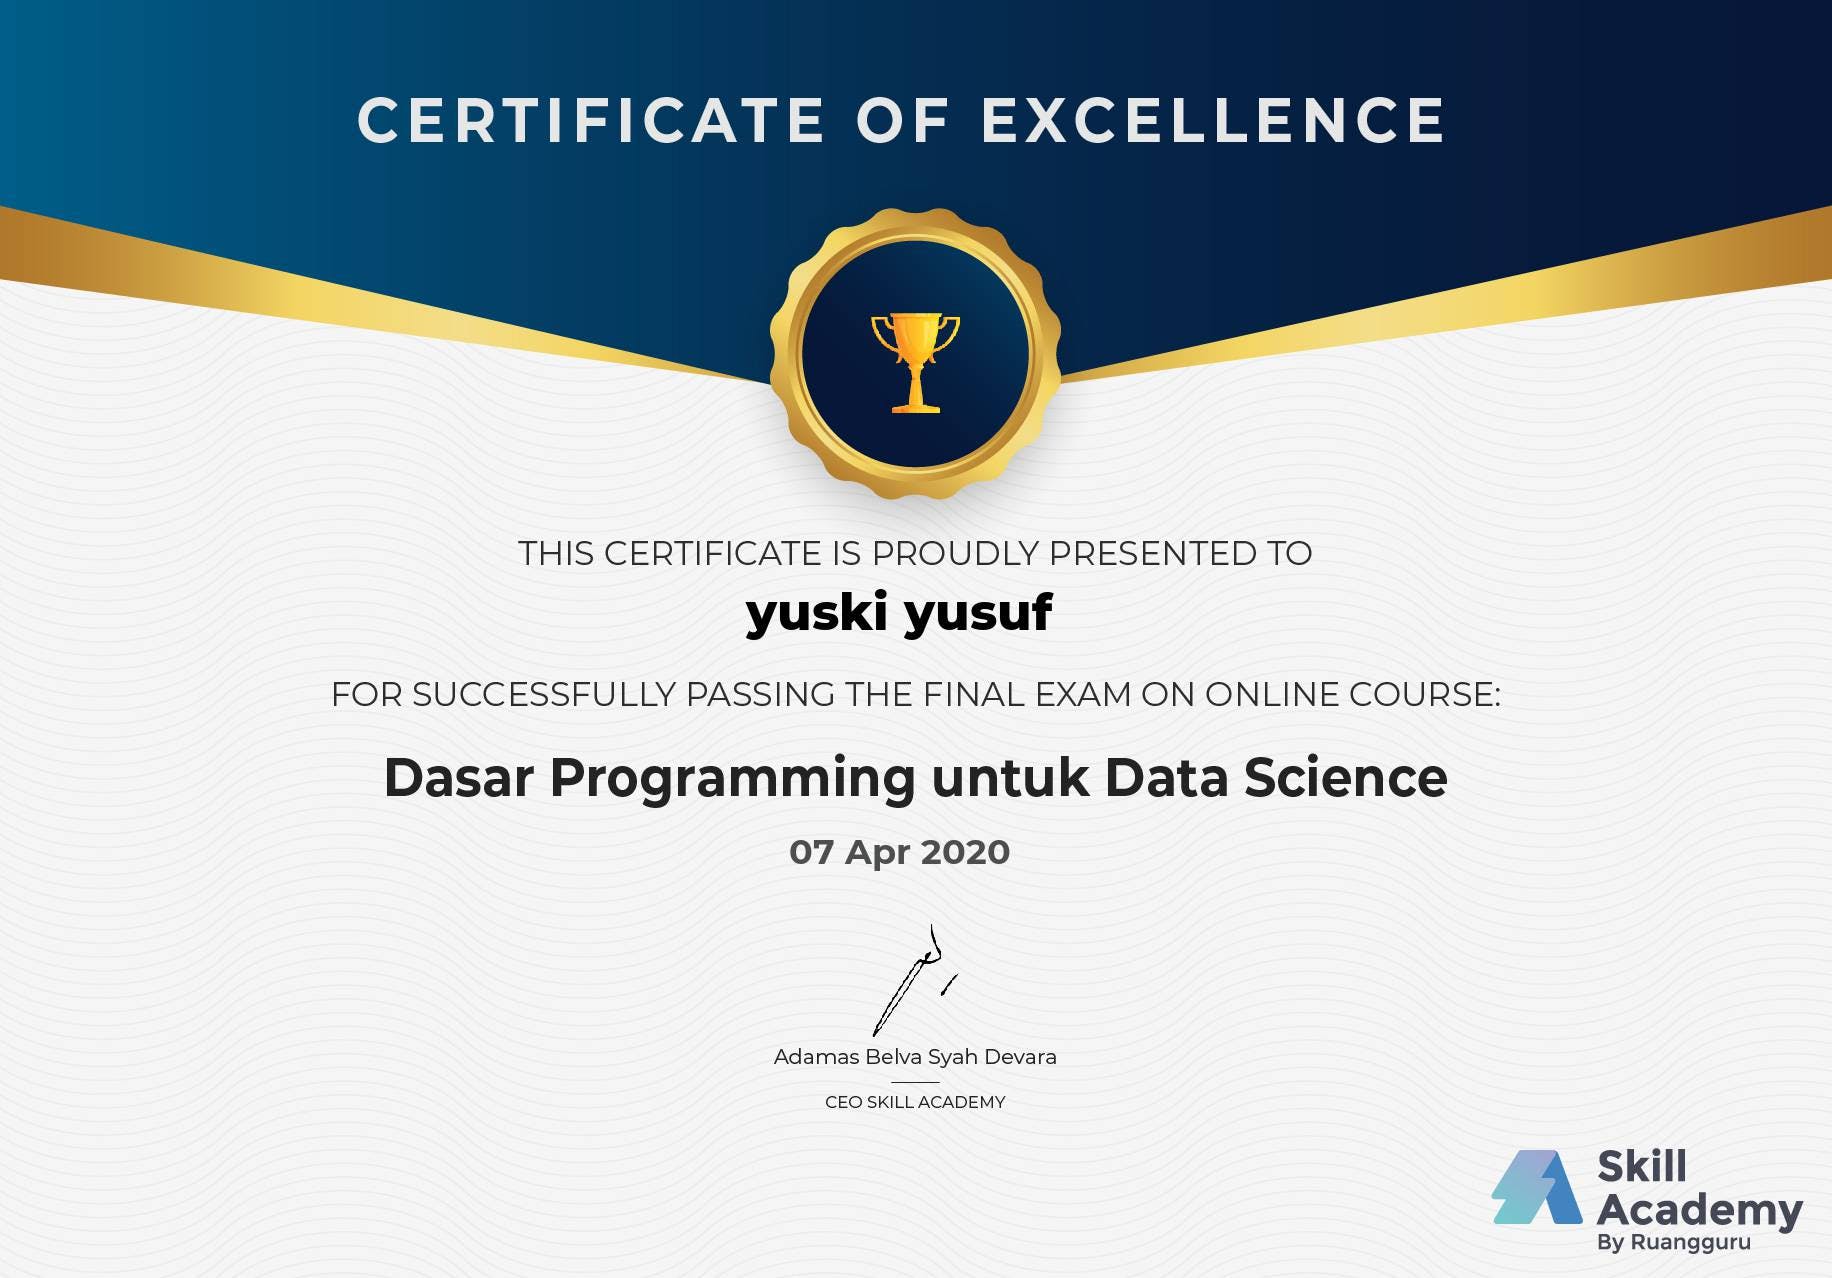 CERTIFICATE OF EXCELLENCE
THIS CERTIFICATE IS PROUDLY PRESENTED TO
yuski yusuf
FOR SUCCESSFULLY PASSING THE FINAL EXAM ON ONLINE COURSE:
Dasar Programming untuk Data Science
07 Apr 2020
Adamas Belva Syah Devara
CEO SKILL ACADEMY
Skill
Academy
By Ruangguru